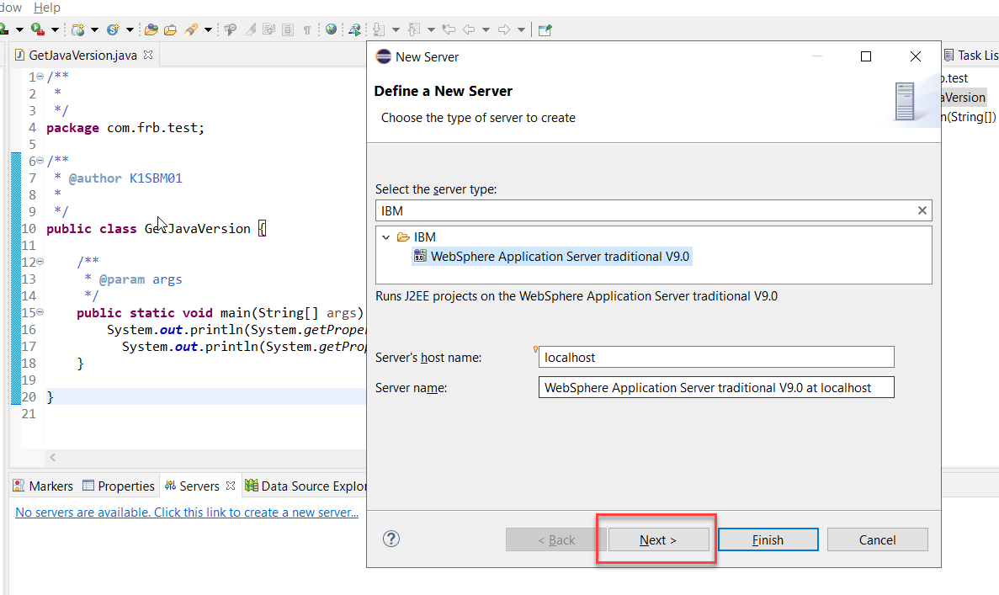 dow Help
GetJavaVersion.java
1 /**
2  *
3  */
4 package com.frb.test;
5
6 /**
7  * @author K1SBM01
8  *
9  */
10 public class GetJavaVersion {
11
12 /**
13  * @param args
14  */
15 public static void main(String[] args)
16 System.out.println(System.getProper
17 System.out.println(System.getProp
18 }
19
20 }
21
Markers Properties Servers Data Source Explor
No servers are available. Click this link to create a new server...
New Server
Define a New Server
Choose the type of server to create
Select the server type:
IBM
IBM
9.0 WebSphere Application Server traditional V9.0
Runs J2EE projects on the WebSphere Application Server traditional V9.0
Server's host name: localhost
Server name: WebSphere Application Server traditional V9.0 at localhost
? < Back Next > Finish Cancel
Task Lis
.test
aVersion
n(String[])